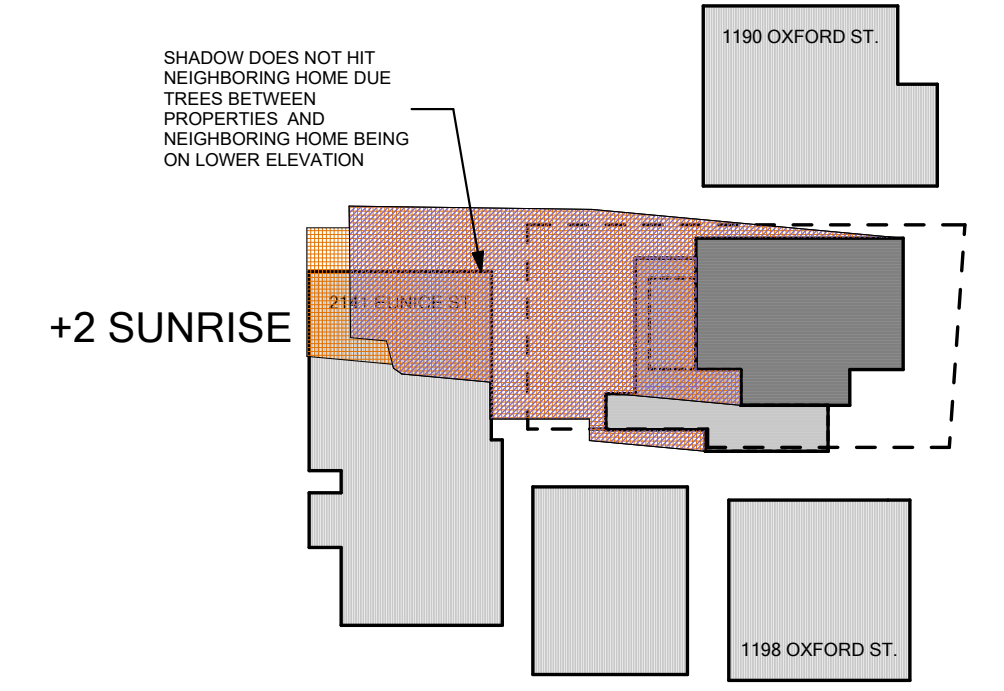 1190 OXFORD ST.
SHADOW DOES NOT HIT
NEIGHBORING HOME DUE
TREES BETWEEN
PROPERTIES AND
NEIGHBORING HOME BEING
ON LOWER ELEVATION
2141 EUNICE ST.
+2 SUNRISE
1198 OXFORD ST.